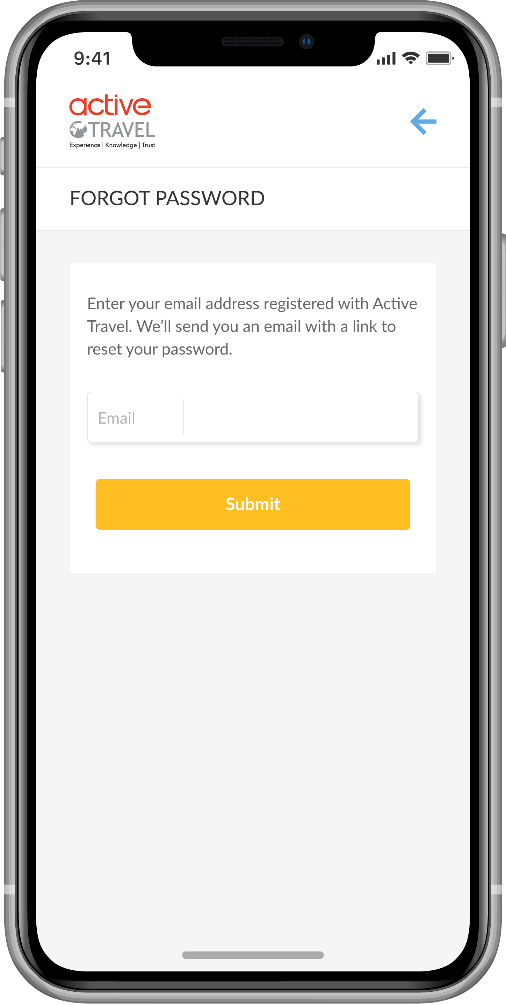 9:41
active
TRAVEL
Experience | Knowledge | Trust
FORGOT PASSWORD
Enter your email address registered with Active
Travel. We’ll send you an email with a link to
reset your password.
Email
Submit